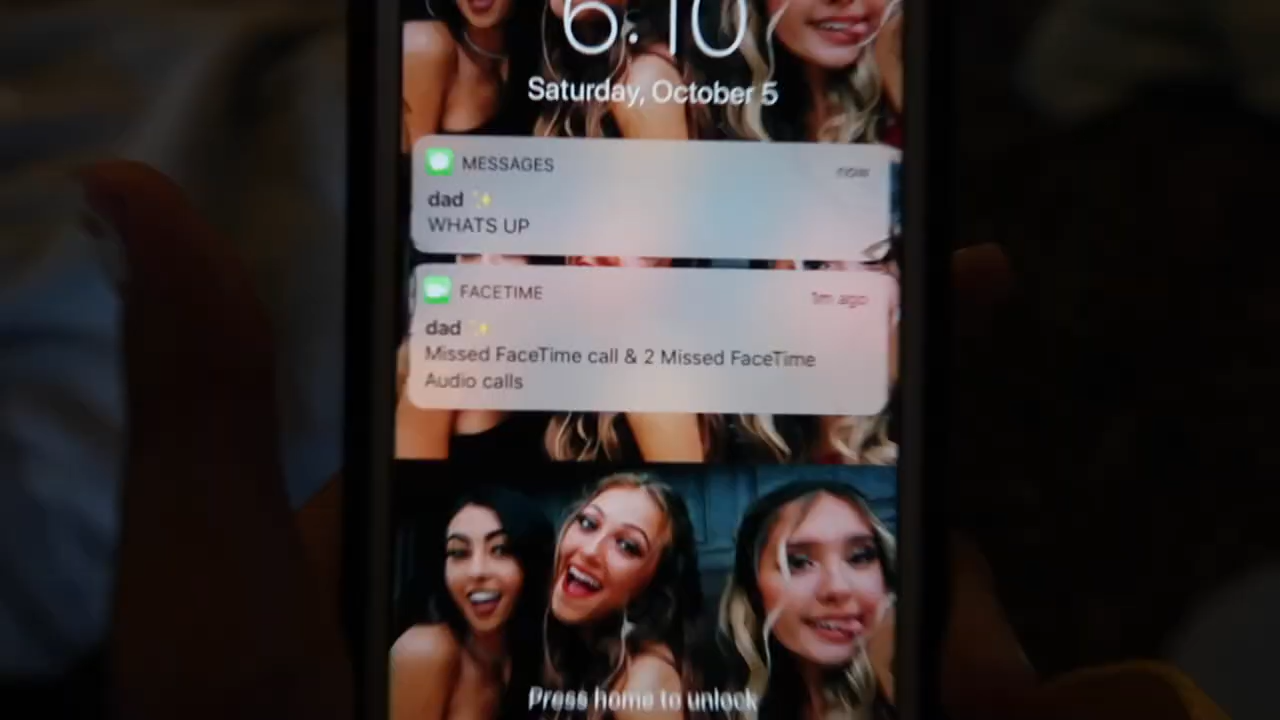 6:10
Saturday, October 5
MESSAGES now
dad
WHATS UP
FACETIME 1m ago
dad
Missed FaceTime call & 2 Missed FaceTime
Audio calls
Press home to unlock